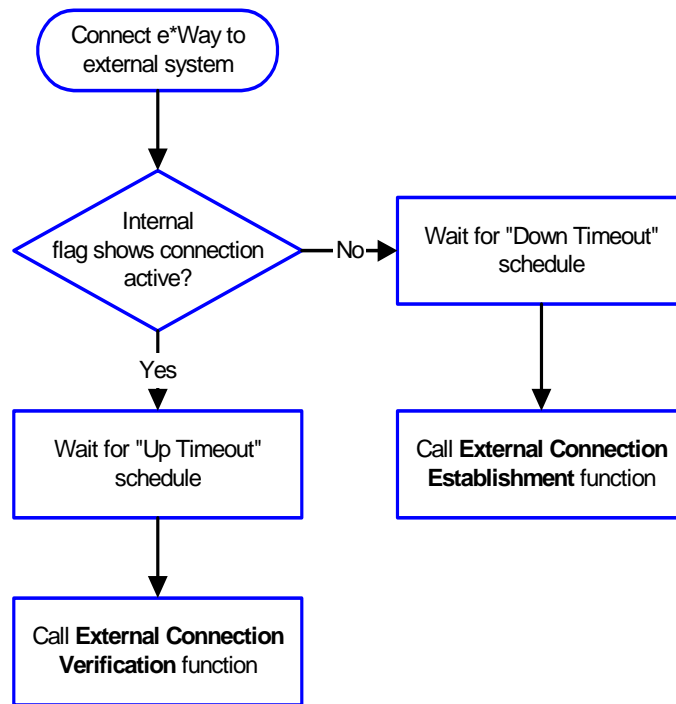 Connect e*Way to
external system
Internal
flag shows connection
active?
No
Wait for "Down Timeout"
schedule
Yes
Wait for "Up Timeout"
schedule
Call External Connection
Establishment function
Call External Connection
Verification function